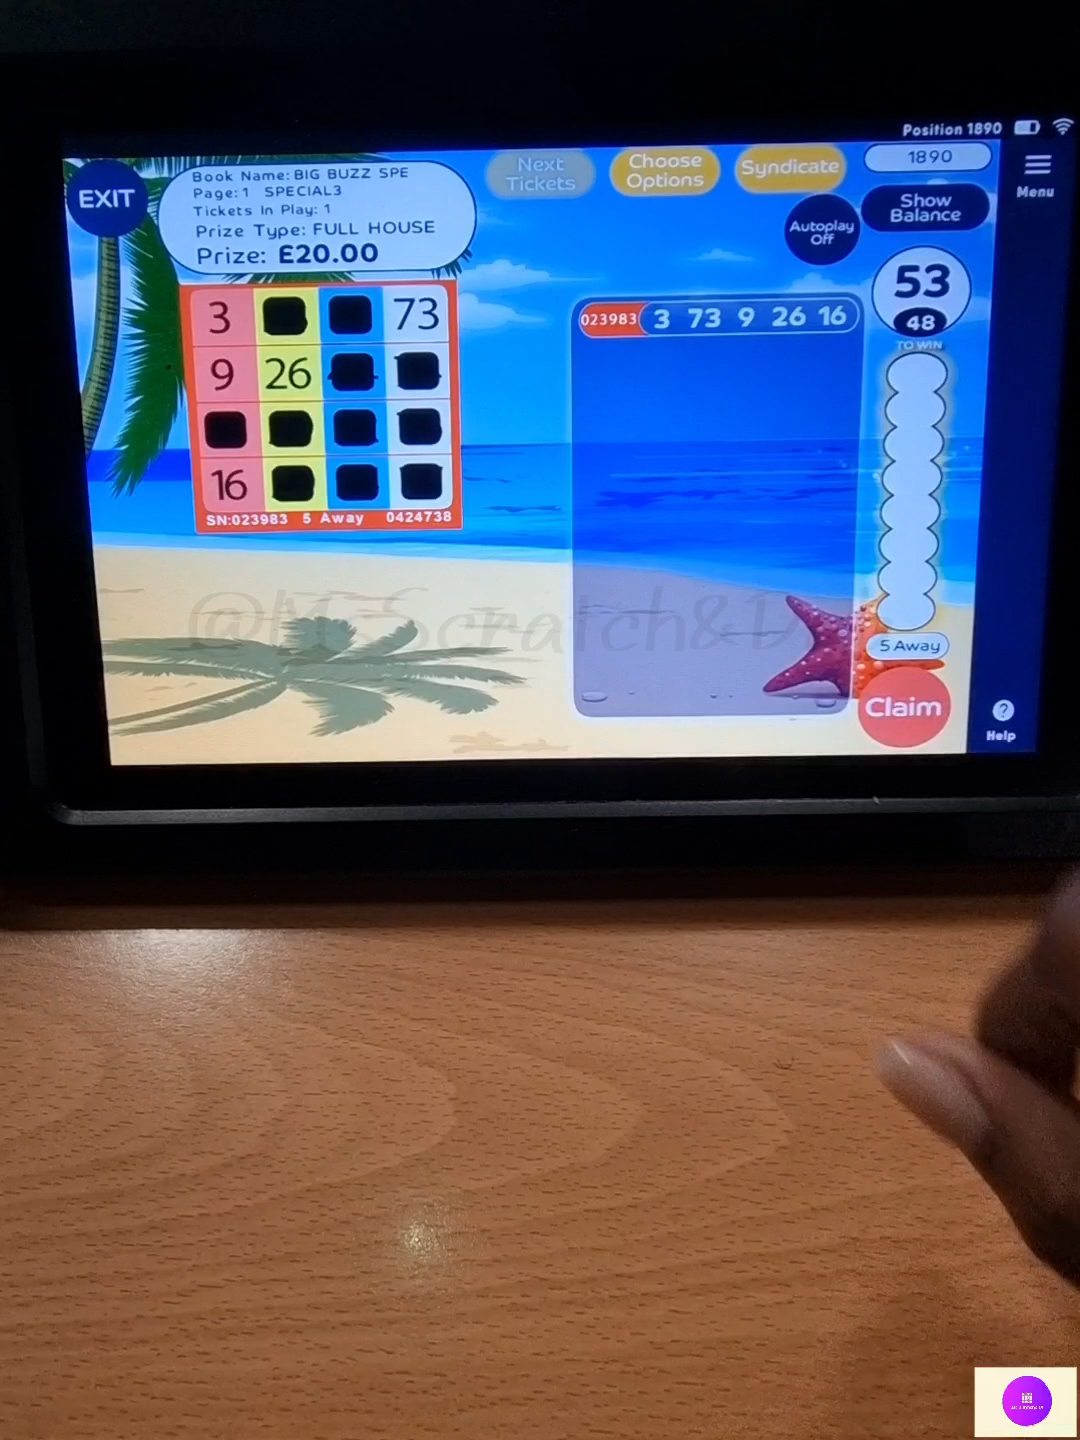 Position 1890
EXIT
Book Name: BIG BUZZ SPE
Page: 1 SPECIAL3
Tickets In Play: 1
Prize Type: FULL HOUSE
Prize: £20.00
Next
Tickets
Choose
Options
Syndicate
1890
Menu
Show
Balance
Autoplay
Off
3 73
9 26
16
SN:023983 5 Away 0424738
023983 3 73 9 26 16
53
48
TO WIN
5 Away
Claim
Help